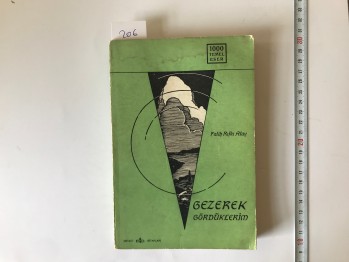 206
1000
TEMEL
ESER
Falih Rıfkı Atay
GEZEREK
GÖRDÜKLERİM